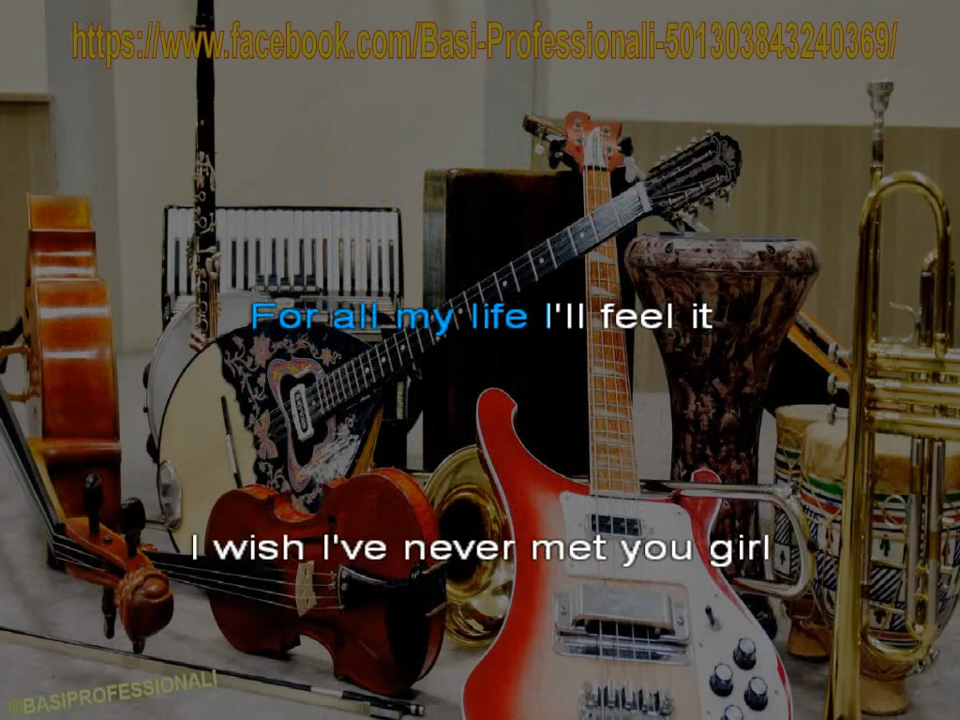 https://www.facebook.com/Basi-Professionali-501303843240369/
For all my life I'll feel it
I wish I've never met you girl
©BASIPROFESSIONALI